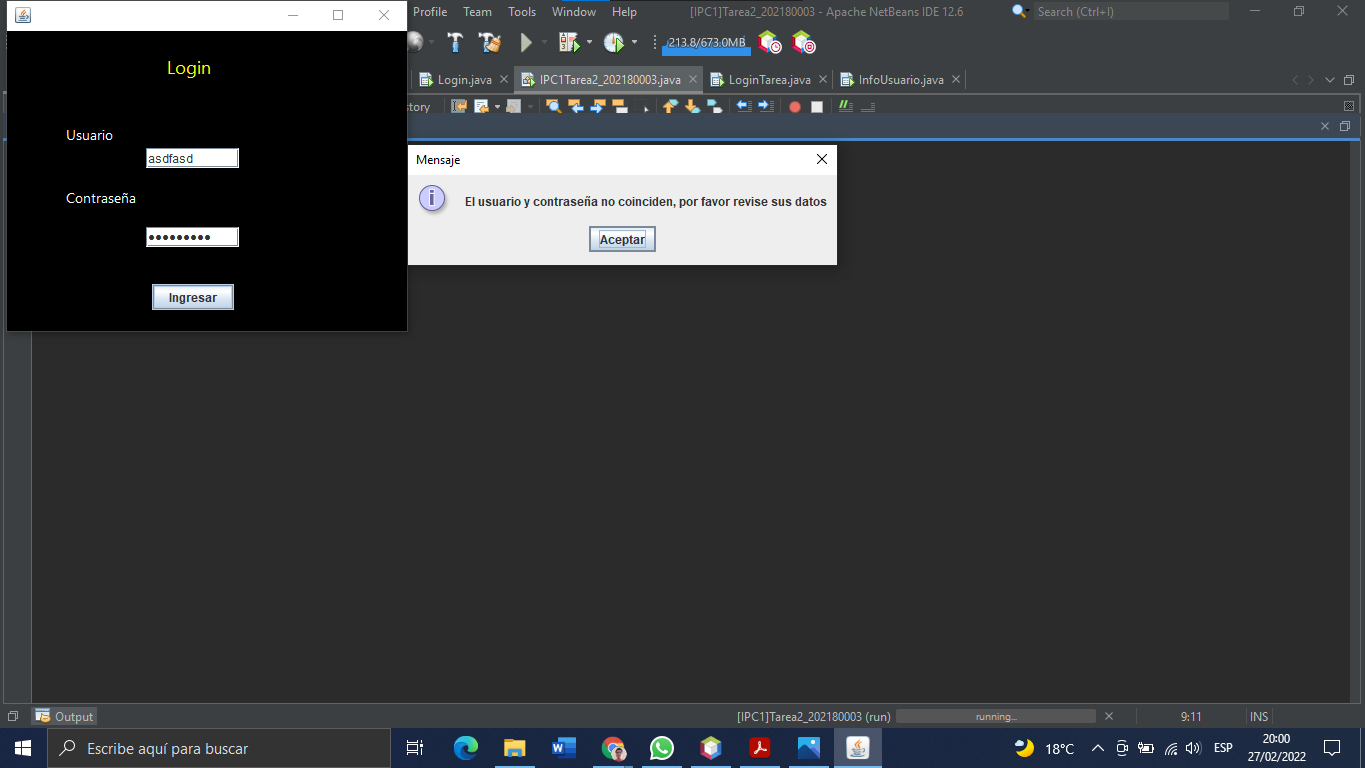 Profile Team Tools Window Help [IPC1]Tarea2_202180003 - Apache NetBeans IDE 12.6 Search (Ctrl+I)
Login
213.8/673.0MB
Login.java IPC1Tarea2_202180003.java LoginTarea.java InfoUsuario.java
story
Usuario
asdfasd
Mensaje
Contraseña
El usuario y contraseña no coinciden, por favor revise sus datos
•••••••••
Aceptar
Ingresar
Output [IPC1]Tarea2_202180003 (run) running... 9:11 INS
Escribe aquí para buscar 18°C ESP 20:00
27/02/2022